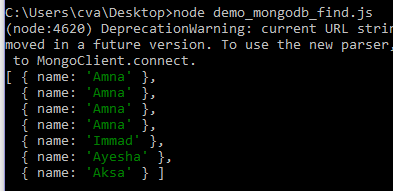 C:\Users\cva\Desktop>node demo_mongodb_find.js
(node:4620) DeprecationWarning: current URL strin
moved in a future version. To use the new parser,
to MongoClient.connect.
[ { name: 'Amna' },
{ name: 'Amna' },
{ name: 'Amna' },
{ name: 'Amna' },
{ name: 'Immad' },
{ name: 'Ayesha' },
{ name: 'Aksa' } ]